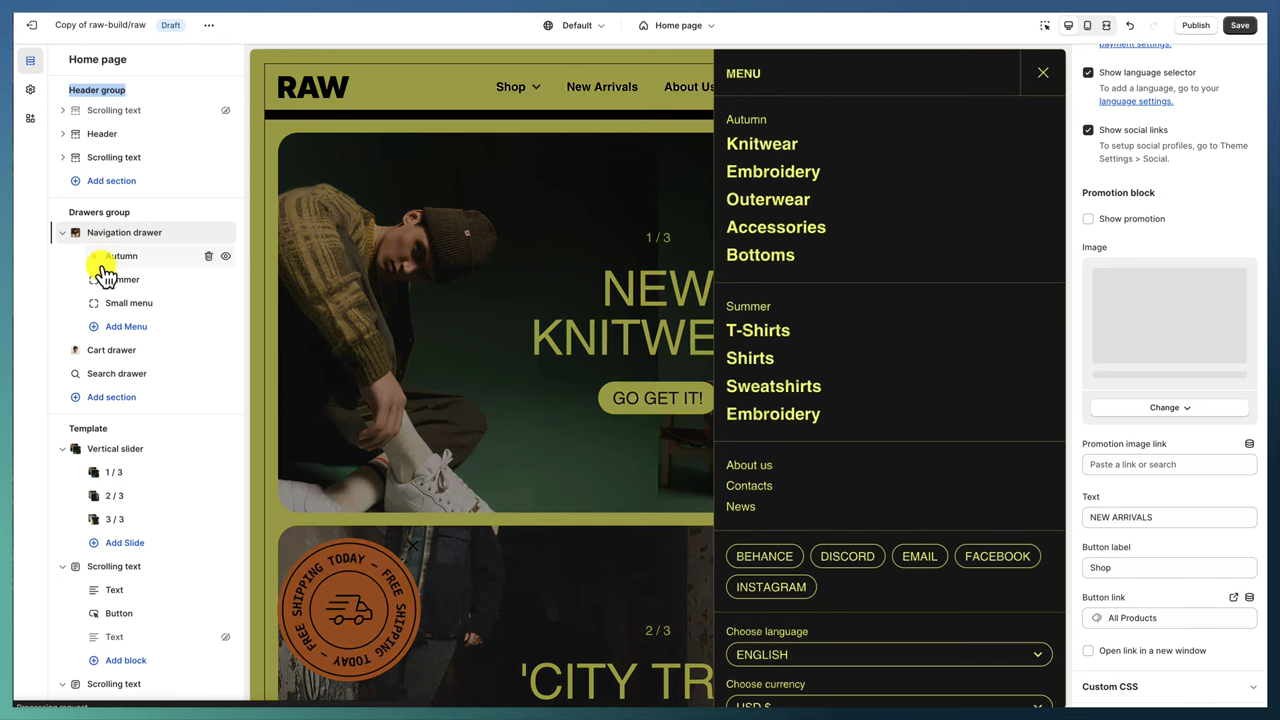 Copy of raw-build/raw
Draft
Default
Home page
Publish
Save
Home page
Header group
Scrolling text
Header
Scrolling text
Add section
Drawers group
Navigation drawer
Autumn
Small menu
Add Menu
Cart drawer
Search drawer
Add section
Template
Vertical slider
1 / 3
2 / 3
3 / 3
Add Slide
Scrolling text
Text
Button
Text
Add block
Scrolling text
RAW
Shop
New Arrivals
About Us
1 / 3
NEW
KNITWE
GO GET IT!
FREE SHIPPING TODAY - FREE SHIPPING TODAY -
2 / 3
'CITY TR
MENU
Autumn
Knitwear
Embroidery
Outerwear
Accessories
Bottoms
Summer
T-Shirts
Shirts
Sweatshirts
Embroidery
About us
Contacts
News
BEHANCE
DISCORD
EMAIL
FACEBOOK
INSTAGRAM
Choose language
ENGLISH
Choose currency
USD $
payment settings.
Show language selector
To add a language, go to your
language settings.
Show social links
To setup social profiles, go to Theme
Settings > Social.
Promotion block
Show promotion
Image
Change
Promotion image link
Paste a link or search
Text
NEW ARRIVALS
Button label
Shop
Button link
All Products
Open link in a new window
Custom CSS